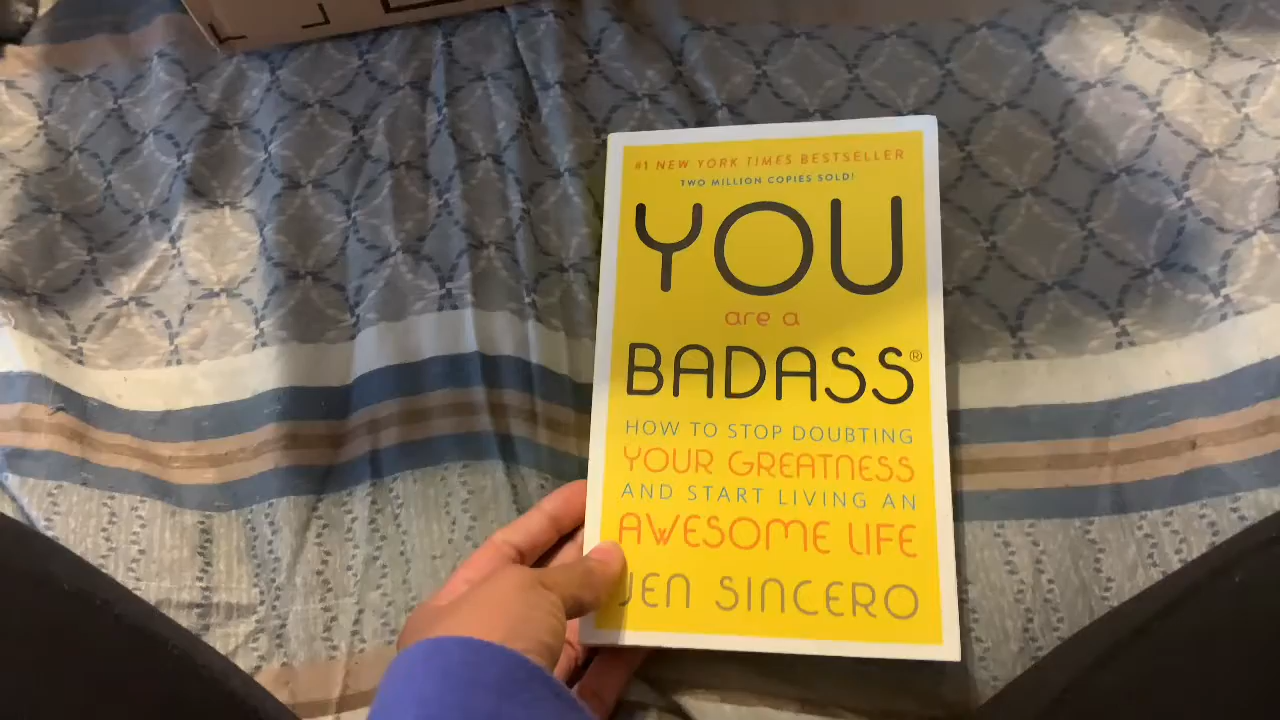 #1 NEW YORK TIMES BESTSELLER
TWO MILLION COPIES SOLD!
YOU
are a
BADASS®
HOW TO STOP DOUBTING
YOUR GREATNESS
AND START LIVING AN
AWESOME LIFE
JEN SINCERO